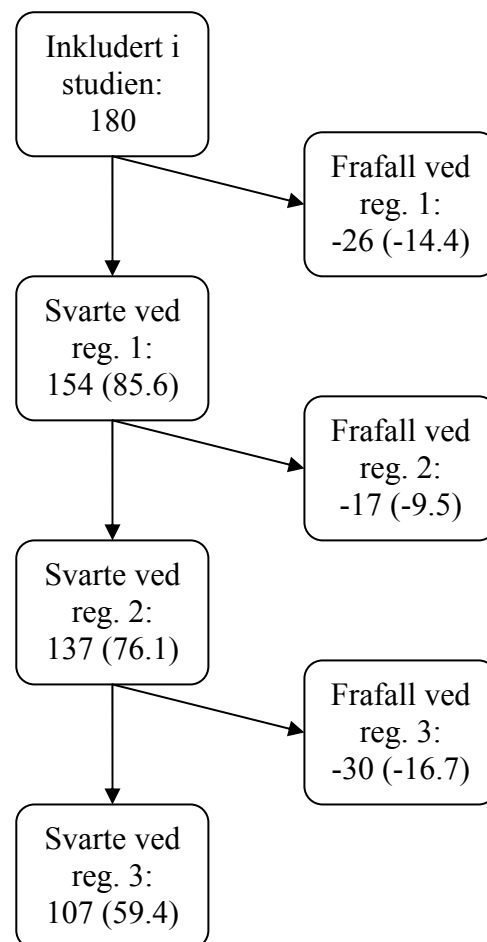 Inkludert i
studien:
180
Frafall ved
reg. 1:
-26 (-14.4)
Svarte ved
reg. 1:
154 (85.6)
Frafall ved
reg. 2:
-17 (-9.5)
Svarte ved
reg. 2:
137 (76.1)
Frafall ved
reg. 3:
-30 (-16.7)
Svarte ved
reg. 3:
107 (59.4)